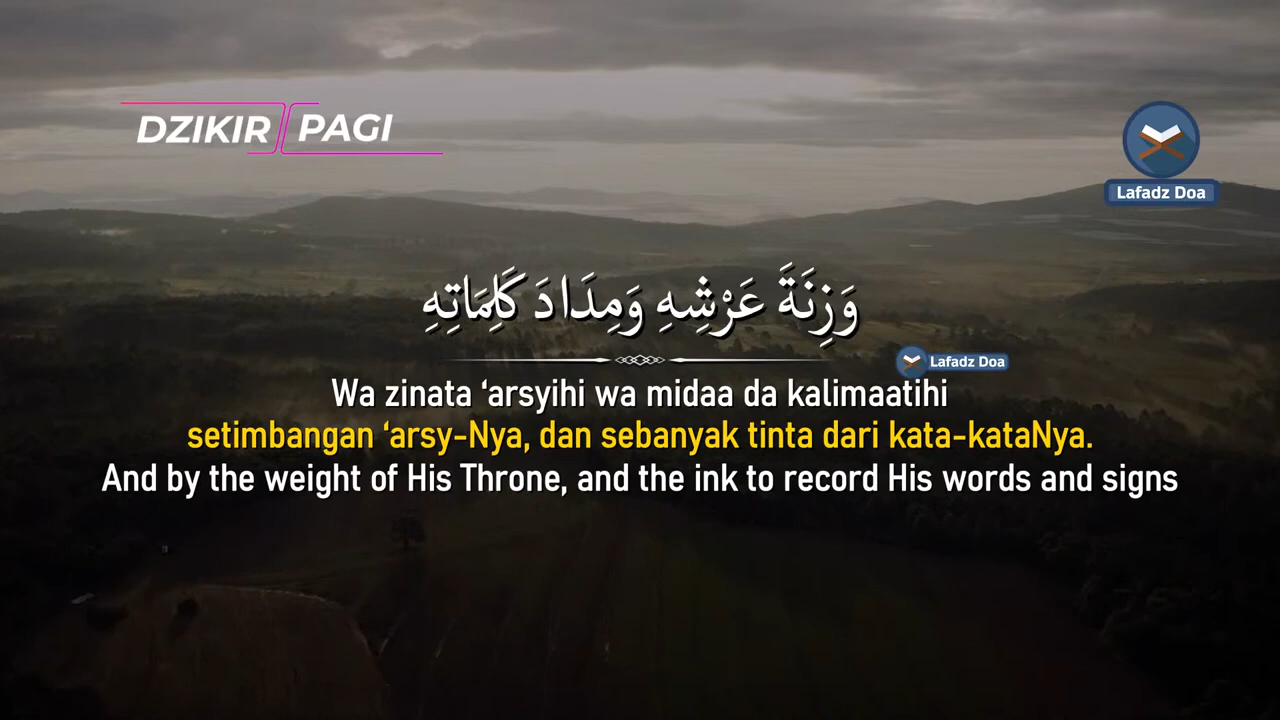 DZIKIR PAGI
Lafadz Doa
وَزِنَةَ عَرْشِهِ وَمِدَادَ كَلِمَاتِهِ
Lafadz Doa
Wa zinata ‘arsyihi wa midaa da kalimaatihi
setimbangan ‘arsy-Nya, dan sebanyak tinta dari kata-kataNya.
And by the weight of His Throne, and the ink to record His words and signs